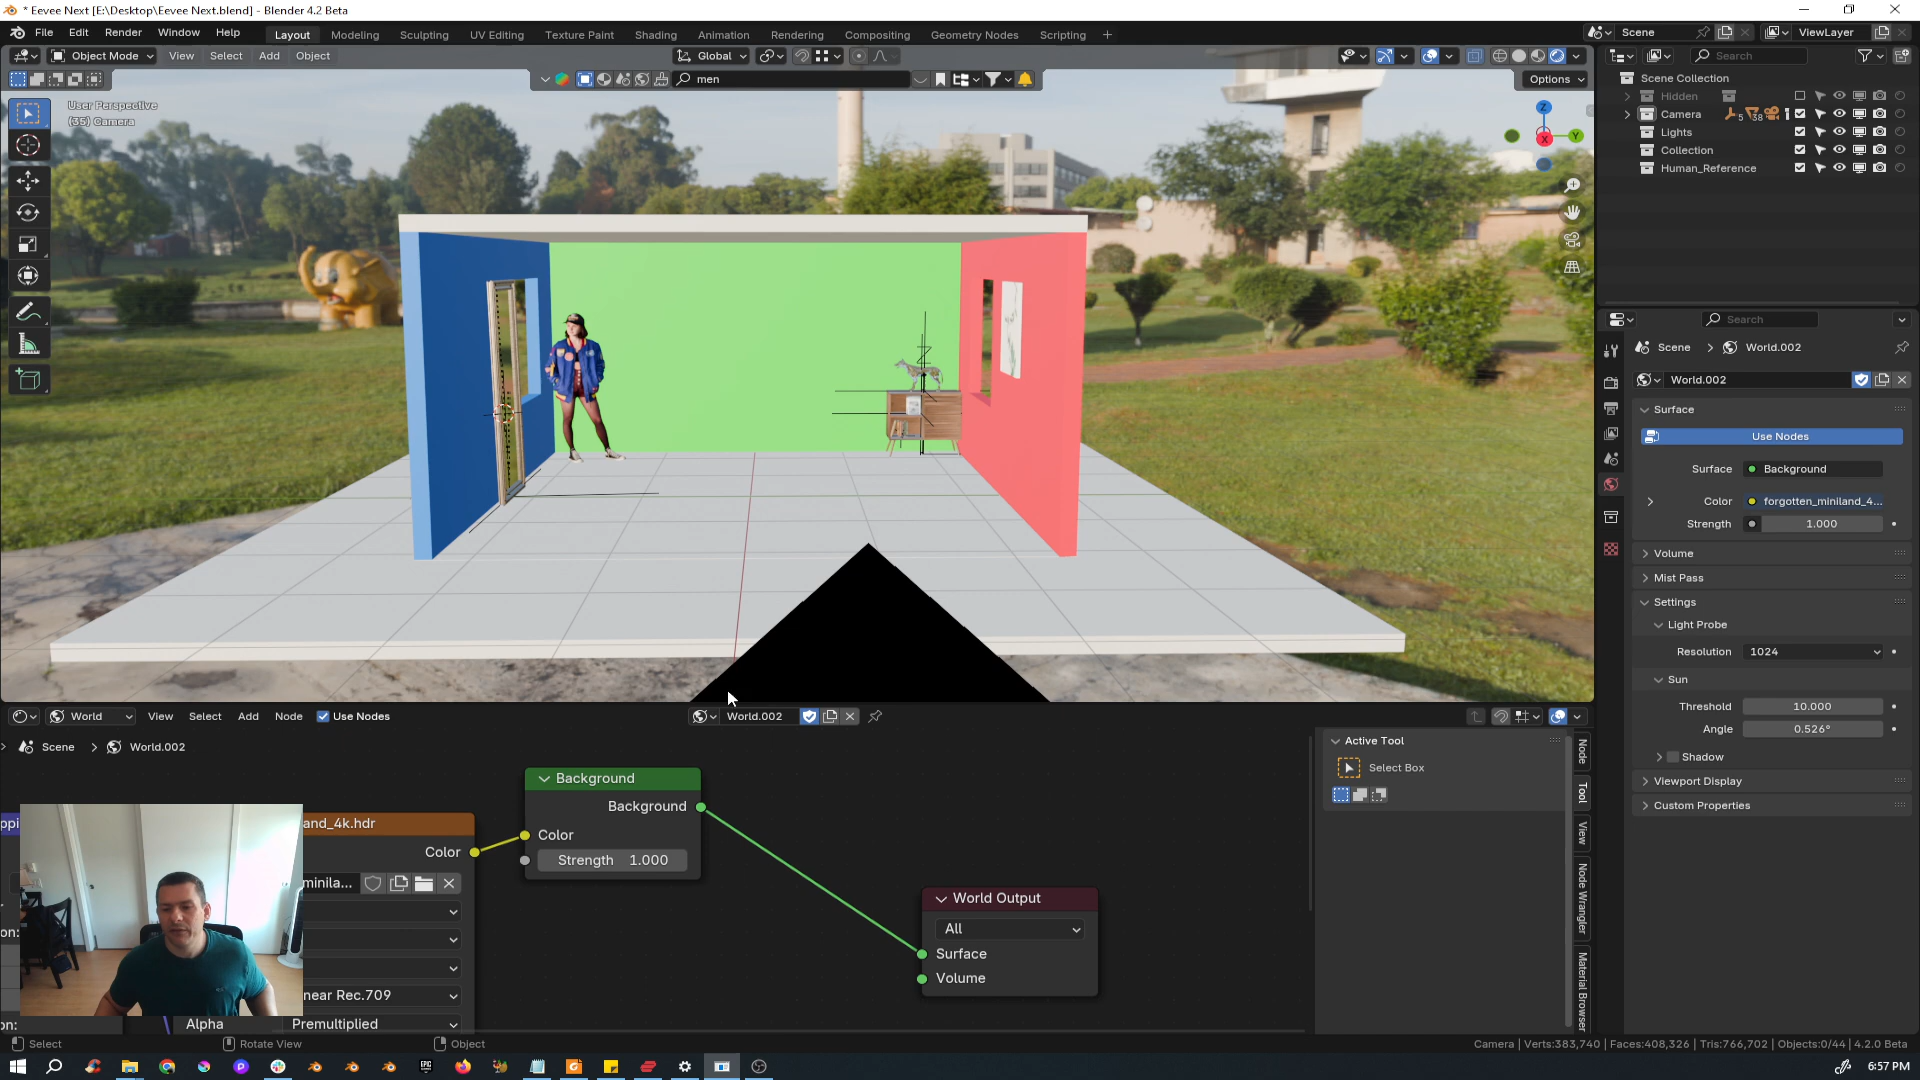 * Eevee Next [E:\Desktop\Eevee Next.blend] - Blender 4.2 Beta
File Edit Render Window Help Layout Modeling Sculpting UV Editing Texture Paint Shading Animation Rendering Compositing Geometry Nodes Scripting +
Scene ViewLayer
Object Mode View Select Add Object Global
Search
men Options
User Perspective
(35) Camera
Z
Y
X
Scene Collection
Hidden
Camera 5 38
Lights
Collection
Human_Reference
Search
Scene > World.002
World.002
Surface
Use Nodes
Surface Background
Color forgotten_miniland_4...
Strength 1.000
Volume
Mist Pass
Settings
Light Probe
Resolution 1024
Sun
Threshold 10.000
Angle 0.526°
Shadow
Viewport Display
Custom Properties
World View Select Add Node Use Nodes World.002
Scene > World.002
Background
Background
Color
Strength 1.000
and_4k.hdr
Color
minila...
near Rec.709
Alpha Premultiplied
ppi
on:
on:
World Output
All
Surface
Volume
Active Tool
Select Box
Node
Tool
View
Node Wrangler
Material Browser
Select Rotate View Object
Camera | Verts:383,740 | Faces:408,326 | Tris:766,702 | Objects:0/44 | 4.2.0 Beta
EPIC
6:57 PM